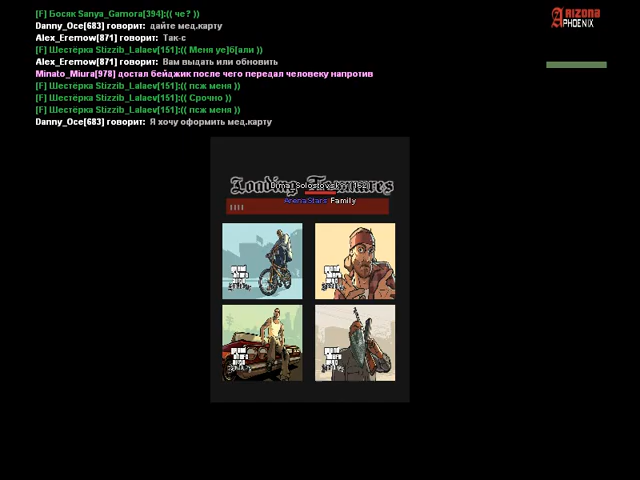 [F] Босяк Sanya_Gamora[394]:(( че? ))
Danny_Oce[683] говорит: дайте мед.карту
Alex_Erernow[871] говорит: Так-с
[F] Шестёрка Stizzib_Lalaev[151]:(( Меня уе]б[али ))
Alex_Erernow[871] говорит: Вам выдать или обновить
Minato_Miura[978] достал бейджик после чего передал человеку напротив
[F] Шестёрка Stizzib_Lalaev[151]:(( псж меня ))
[F] Шестёрка Stizzib_Lalaev[151]:(( Срочно ))
[F] Шестёрка Stizzib_Lalaev[151]:(( псж меня ))
Danny_Oce[683] говорит: Я хочу оформить мед.карту
ARIZONA
PHOENIX
Loading Textures
ArenaStars Family